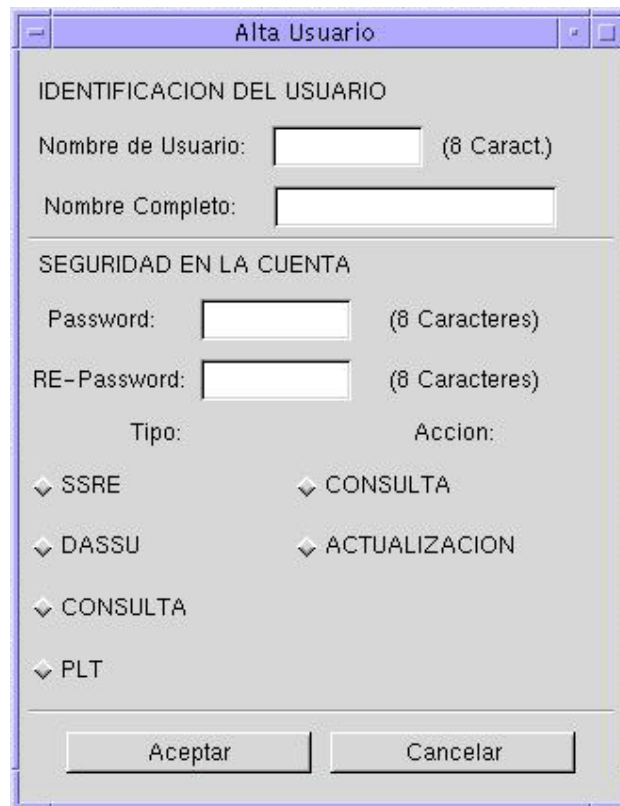 Alta Usuario
IDENTIFICACION DEL USUARIO
Nombre de Usuario: (8 Caract.)
Nombre Completo:
SEGURIDAD EN LA CUENTA
Password: (8 Caracteres)
RE-Password: (8 Caracteres)
Tipo: Accion:
SSRE CONSULTA
DASSU ACTUALIZACION
CONSULTA
PLT
Aceptar Cancelar